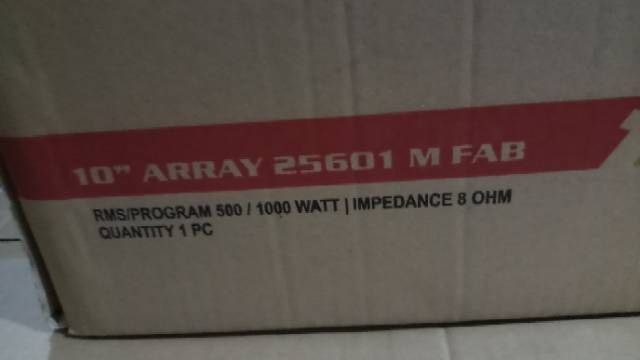 10" ARRAY 25601 M FAB
RMS/PROGRAM 500 / 1000 WATT | IMPEDANCE 8 OHM
QUANTITY 1 PC